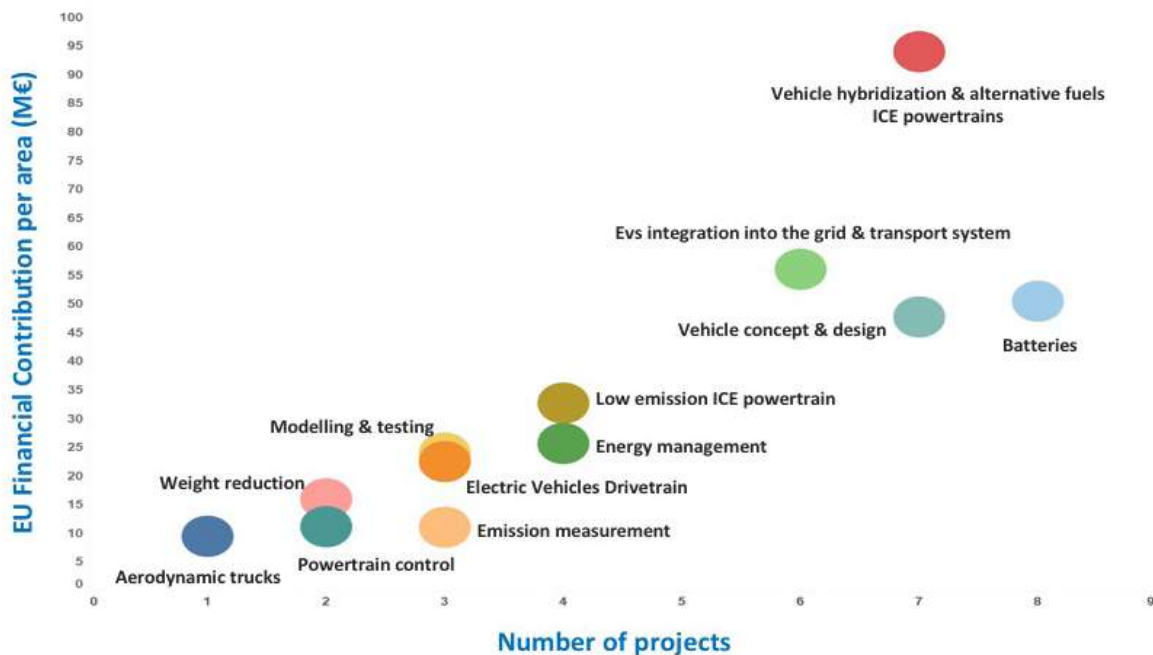 EU Financial Contribution per area (M€)
100
95
90
85
80
75
70
65
60
55
50
45
40
35
30
25
20
15
10
5
0
Vehicle hybridization & alternative fuels
ICE powertrains
Evs integration into the grid & transport system
Vehicle concept & design
Batteries
Low emission ICE powertrain
Modelling & testing
Energy management
Weight reduction
Electric Vehicles Drivetrain
Emission measurement
Powertrain control
Aerodynamic trucks
0 1 2 3 4 5 6 7 8 9
Number of projects